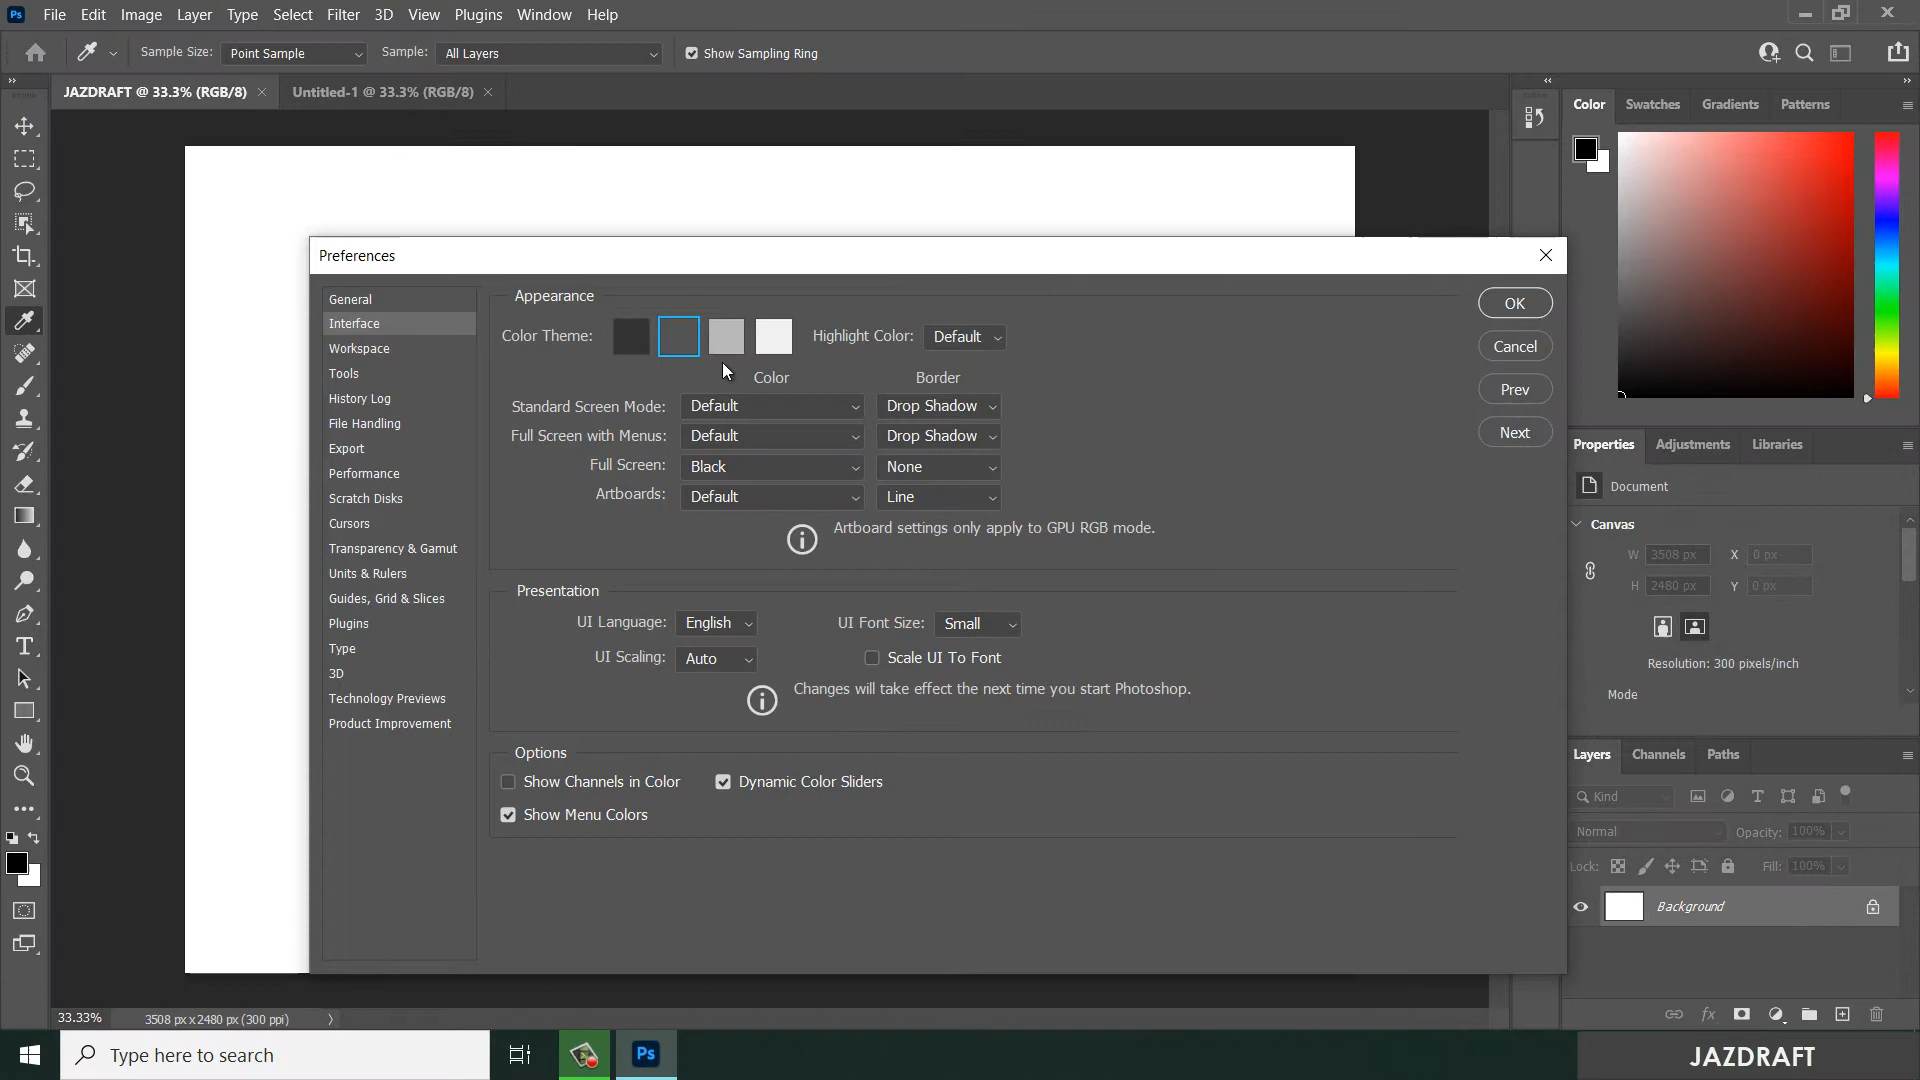 Ps File Edit Image Layer Type Select Filter 3D View Plugins Window Help
Sample Size: Point Sample Sample: All Layers Show Sampling Ring
JAZDRAFT @ 33.3% (RGB/8) Untitled-1 @ 33.3% (RGB/8)
Color Swatches Gradients Patterns
Preferences
General
Interface
Workspace
Tools
History Log
File Handling
Export
Performance
Scratch Disks
Cursors
Transparency & Gamut
Units & Rulers
Guides, Grid & Slices
Plugins
Type
3D
Technology Previews
Product Improvement
Appearance
Color Theme: Highlight Color: Default
Color Border
Standard Screen Mode: Default Drop Shadow
Full Screen with Menus: Default Drop Shadow
Full Screen: Black None
Artboards: Default Line
Artboard settings only apply to GPU RGB mode.
Presentation
UI Language: English UI Font Size: Small
UI Scaling: Auto Scale UI To Font
Changes will take effect the next time you start Photoshop.
Options
Show Channels in Color Dynamic Color Sliders
Show Menu Colors
OK
Cancel
Prev
Next
Properties Adjustments Libraries
Document
Canvas
W 3508 px X 0 px
H 2480 px Y 0 px
Resolution: 300 pixels/inch
Mode
Layers Channels Paths
Kind
Normal Opacity: 100%
Lock: Fill: 100%
Background
33.33% 3508 px x 2480 px (300 ppi)
Type here to search Ps JAZDRAFT